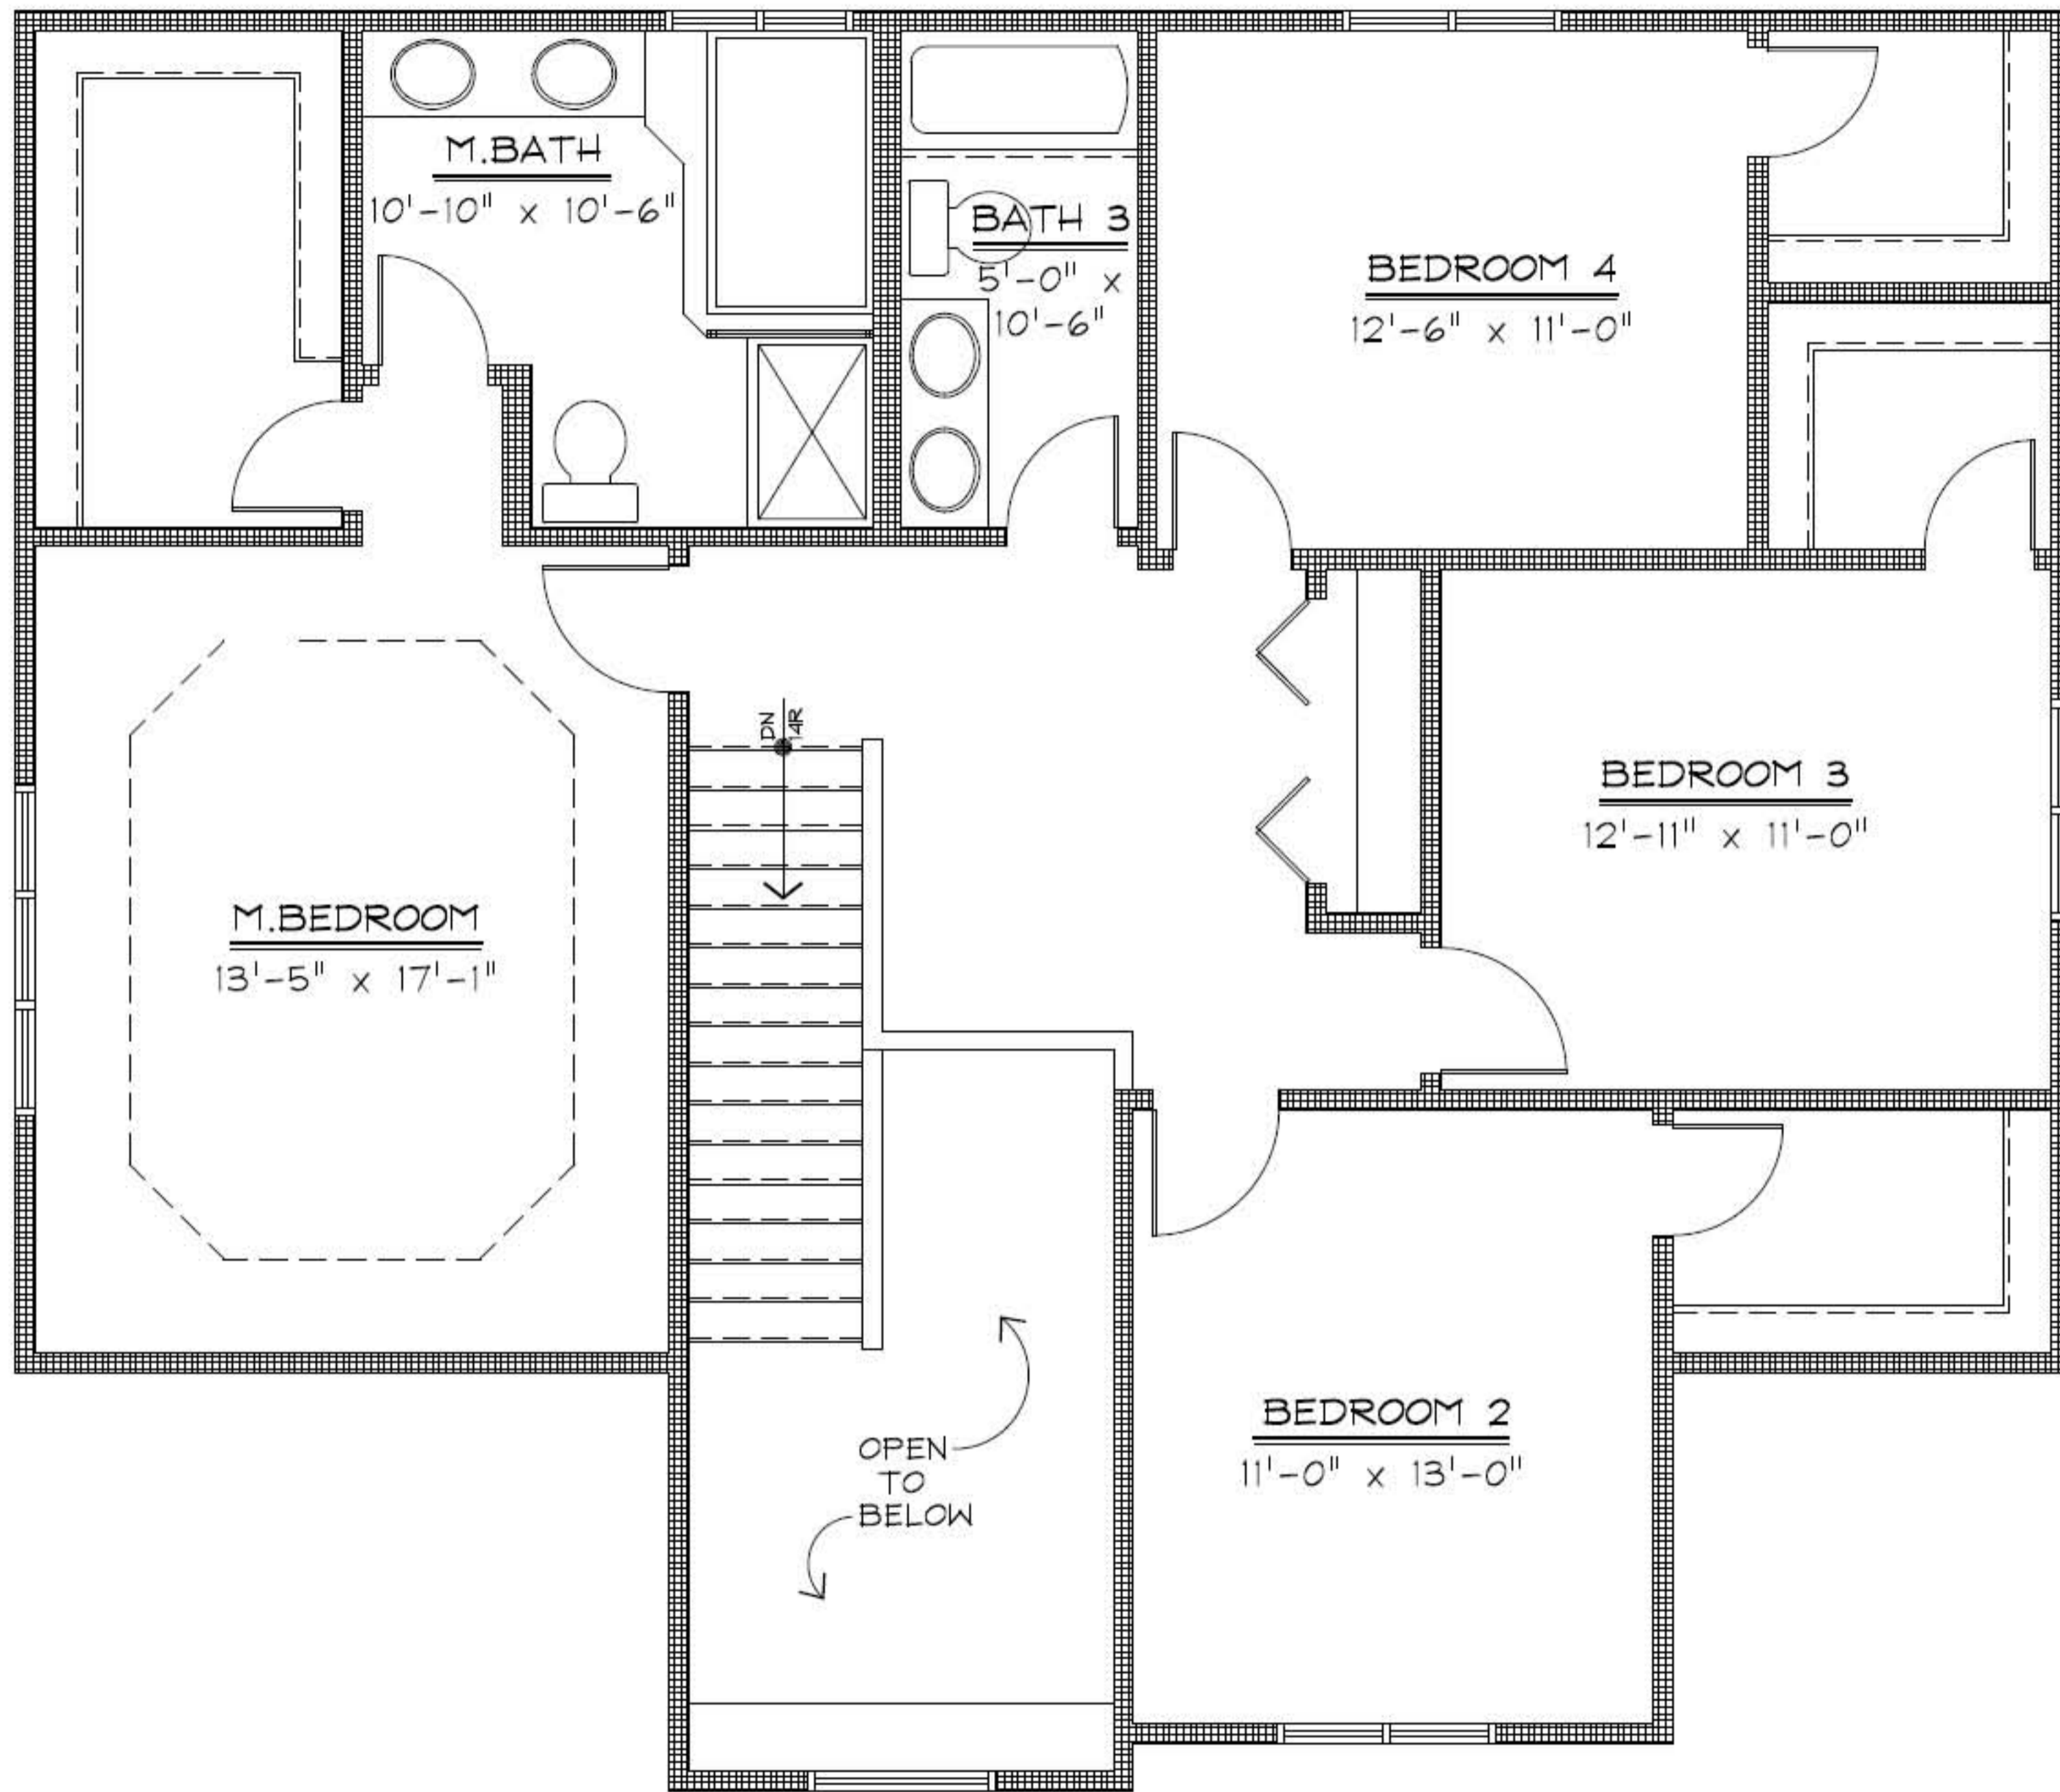 M.BATH
10'-10" x 10'-6"
BATH 3
5'-0" x
10'-6"
BEDROOM 4
12'-6" x 11'-0"
DN
14R
BEDROOM 3
12'-11" x 11'-0"
M.BEDROOM
13'-5" x 17'-1"
BEDROOM 2
11'-0" x 13'-0"
OPEN
TO
BELOW